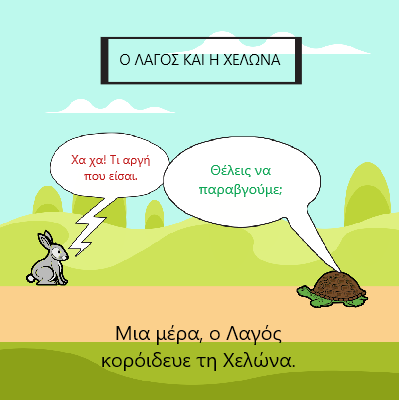 Ο ΛΑΓΟΣ ΚΑΙ Η ΧΕΛΩΝΑ
Χα χα! Τι αργή
που είσαι.
Θέλεις να
παραβγούμε;
Μια μέρα, ο Λαγός
κορόιδευε τη Χελώνα.